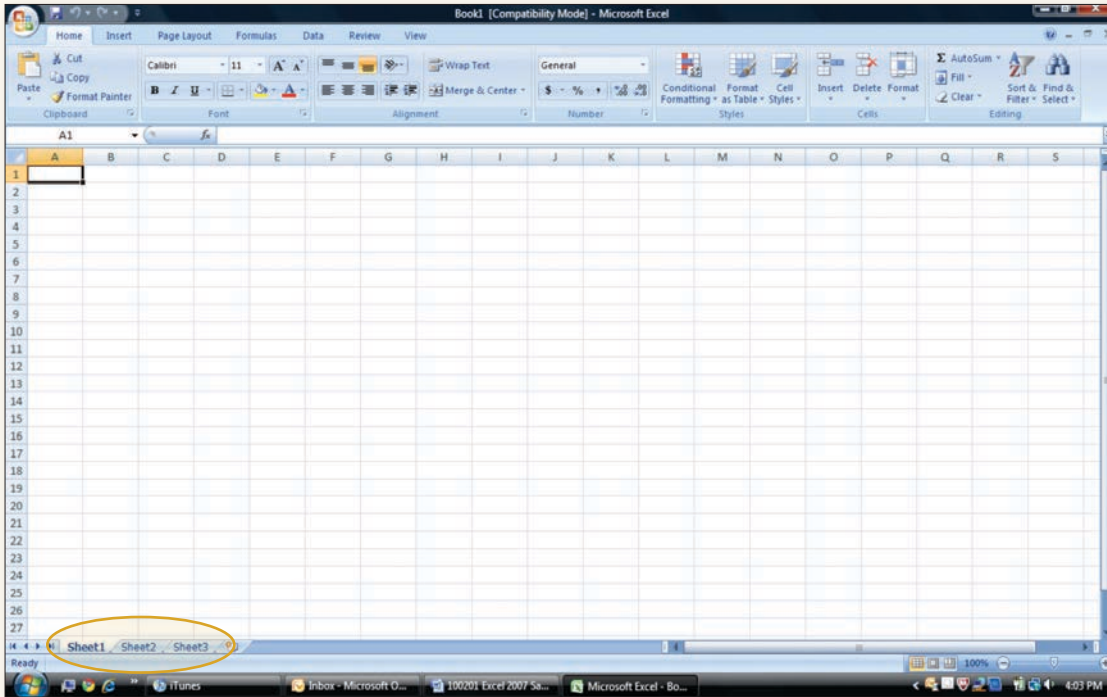 Book1 [Compatibility Mode] - Microsoft Excel
Home Insert Page Layout Formulas Data Review View
Cut
Copy
Paste
Format Painter
Clipboard
Calibri 11 A A
B I U A
Font
Wrap Text
Merge & Center
Alignment
General
$ % , .0 .00 .00 .0
Number
Conditional Formatting
Format as Table
Cell Styles
Styles
Insert Delete Format
Cells
Σ AutoSum
Fill
Clear
Sort & Filter
Find & Select
Editing
A1 fx
A B C D E F G H I J K L M N O P Q R S
1
2
3
4
5
6
7
8
9
10
11
12
13
14
15
16
17
18
19
20
21
22
23
24
25
26
27
Sheet1 Sheet2 Sheet3
Ready 100%
iTunes Inbox - Microsoft O... 100201 Excel 2007 Sa... Microsoft Excel - Bo... 4:03 PM